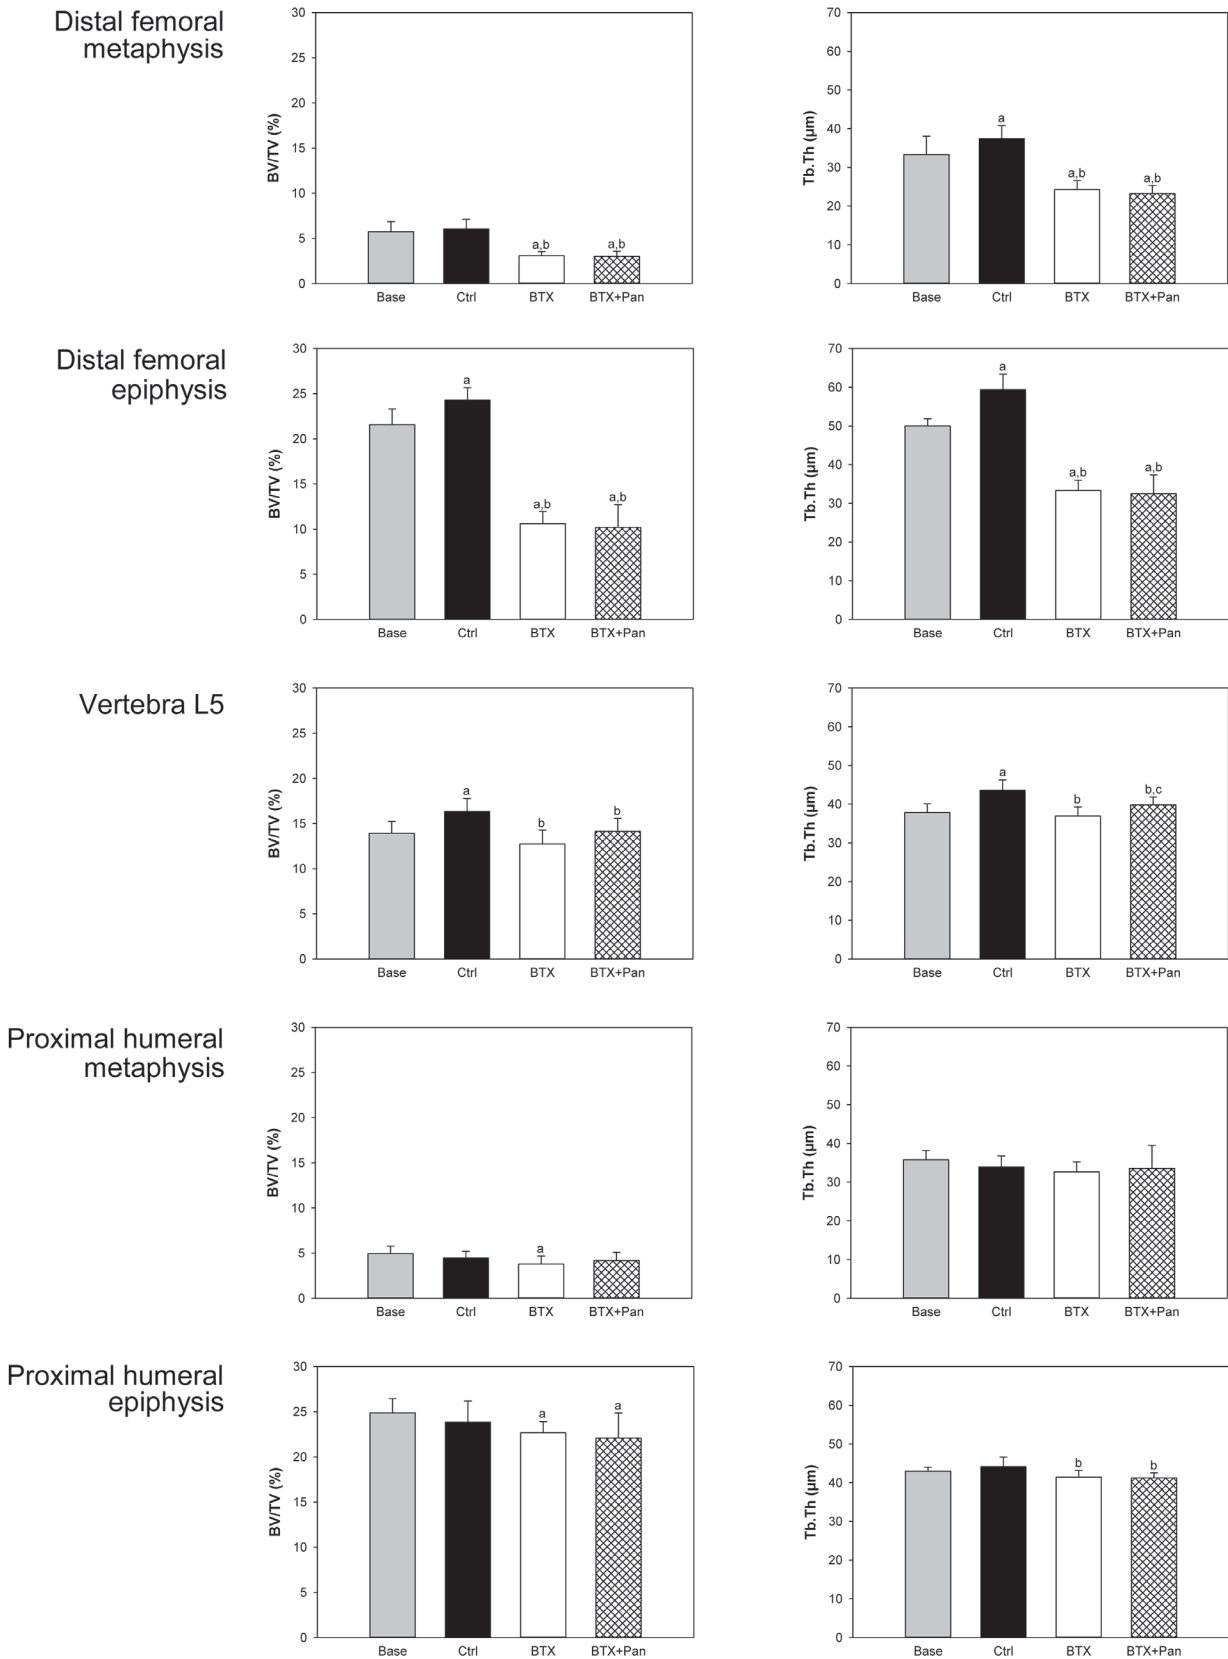 Distal femoral
metaphysis
BV/TV (%)
30
25
20
15
10
5
0
a,b
a,b
Base
Ctrl
BTX
BTX+Pan
Tb.Th (µm)
70
60
50
40
30
20
10
0
a
a,b
a,b
Base
Ctrl
BTX
BTX+Pan
Distal femoral
epiphysis
BV/TV (%)
30
25
20
15
10
5
0
a
a,b
a,b
Base
Ctrl
BTX
BTX+Pan
Tb.Th (µm)
70
60
50
40
30
20
10
0
a
a,b
a,b
Base
Ctrl
BTX
BTX+Pan
Vertebra L5
BV/TV (%)
30
25
20
15
10
5
0
a
b
b
Base
Ctrl
BTX
BTX+Pan
Tb.Th (µm)
70
60
50
40
30
20
10
0
a
b
b,c
Base
Ctrl
BTX
BTX+Pan
Proximal humeral
metaphysis
BV/TV (%)
30
25
20
15
10
5
0
a
Base
Ctrl
BTX
BTX+Pan
Tb.Th (µm)
70
60
50
40
30
20
10
0
Base
Ctrl
BTX
BTX+Pan
Proximal humeral
epiphysis
BV/TV (%)
30
25
20
15
10
5
0
a
a
Base
Ctrl
BTX
BTX+Pan
Tb.Th (µm)
70
60
50
40
30
20
10
0
b
b
Base
Ctrl
BTX
BTX+Pan